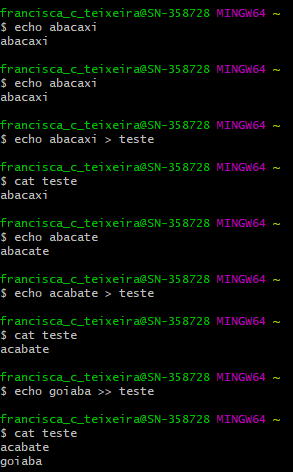 francisca_c_teixeira@SN-358728 MINGW64 ~
$ echo abacaxi
abacaxi
francisca_c_teixeira@SN-358728 MINGW64 ~
$ echo abacaxi
abacaxi
francisca_c_teixeira@SN-358728 MINGW64 ~
$ echo abacaxi > teste
francisca_c_teixeira@SN-358728 MINGW64 ~
$ cat teste
abacaxi
francisca_c_teixeira@SN-358728 MINGW64 ~
$ echo abacate
abacate
francisca_c_teixeira@SN-358728 MINGW64 ~
$ echo acabate > teste
francisca_c_teixeira@SN-358728 MINGW64 ~
$ cat teste
acabate
francisca_c_teixeira@SN-358728 MINGW64 ~
$ echo goiaba >> teste
francisca_c_teixeira@SN-358728 MINGW64 ~
$ cat teste
acabate
goiaba